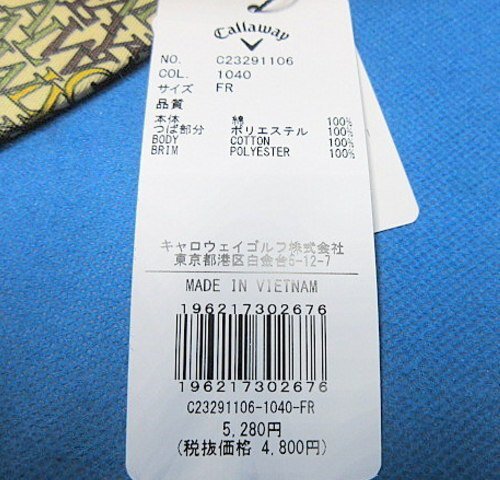 Callaway
NO. C23291106
COL. 1040
サイズ FR
品質
本体 綿 100%
つば部分 ポリエステル 100%
BODY COTTON 100%
BRIM POLYESTER 100%
キャロウェイゴルフ株式会社
東京都港区白金台5-12-7
MADE IN VIETNAM
196217302676
196217302676
C23291106-1040-FR
5,280円
(税抜価格 4,800円)